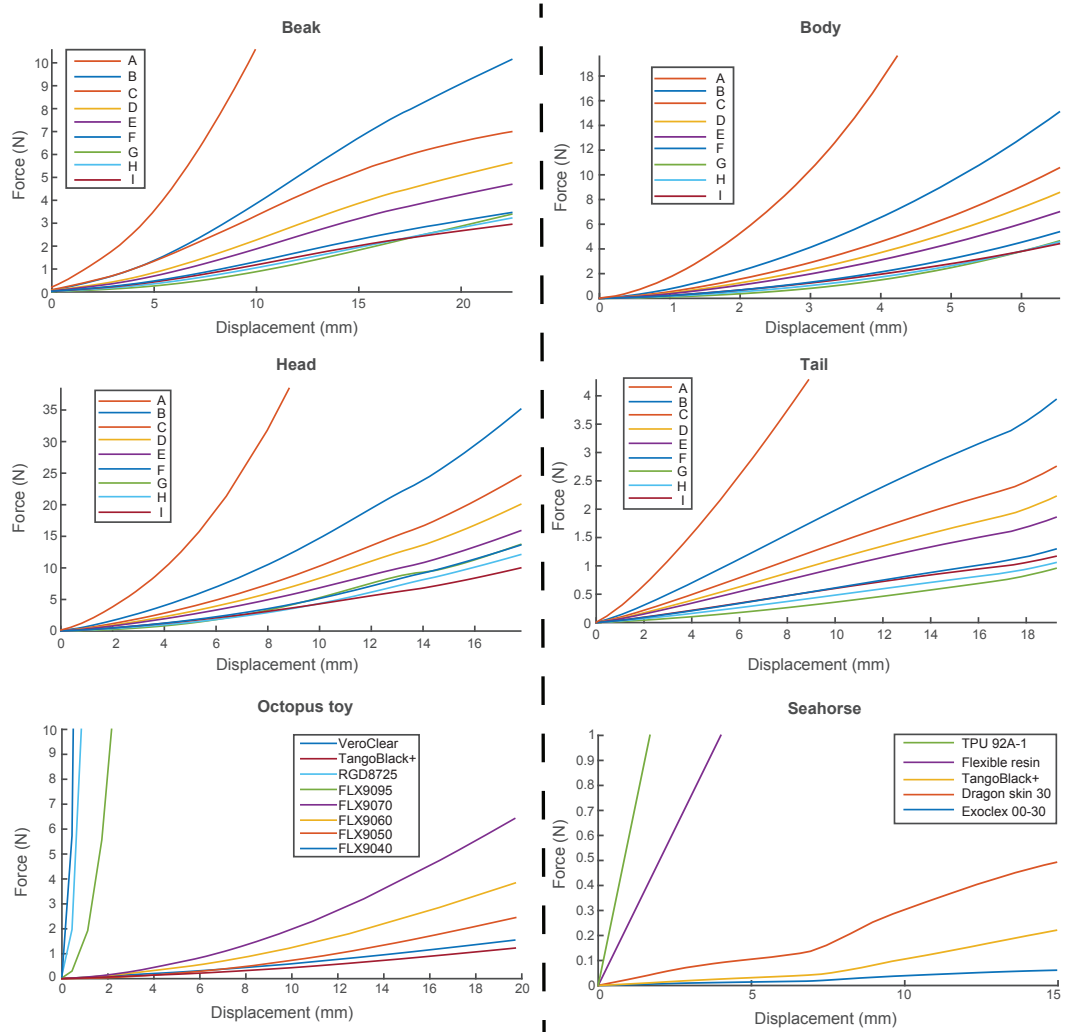 Beak
Force (N)
10
9
8
7
6
5
4
3
2
1
0
A
B
C
D
E
F
G
H
I
0
5
10
15
20
Displacement (mm)
Body
Force (N)
18
16
14
12
10
8
6
4
2
0
A
B
C
D
E
F
G
H
I
0
1
2
3
4
5
6
Displacement (mm)
Head
Force (N)
35
30
25
20
15
10
5
0
A
B
C
D
E
F
G
H
I
0
2
4
6
8
10
12
14
16
Displacement (mm)
Tail
Force (N)
4
3.5
3
2.5
2
1.5
1
0.5
0
A
B
C
D
E
F
G
H
I
0
2
4
6
8
10
12
14
16
18
Displacement (mm)
Octopus toy
Force (N)
10
9
8
7
6
5
4
3
2
1
0
VeroClear
TangoBlack+
RGD8725
FLX9095
FLX9070
FLX9060
FLX9050
FLX9040
0
2
4
6
8
10
12
14
16
18
20
Displacement (mm)
Seahorse
Force (N)
1
0.9
0.8
0.7
0.6
0.5
0.4
0.3
0.2
0.1
0
TPU 92A-1
Flexible resin
TangoBlack+
Dragon skin 30
Exoclex 00-30
0
5
10
15
Displacement (mm)